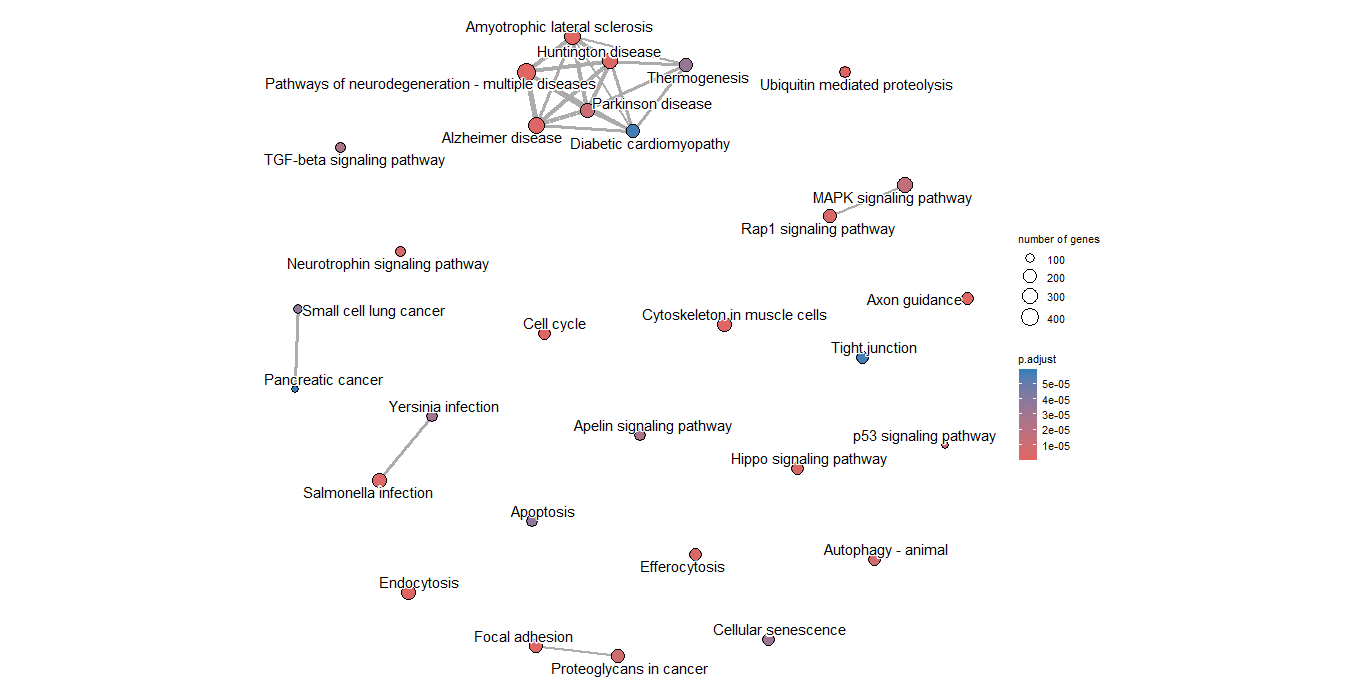 Amyotrophic lateral sclerosis
Huntington disease
Thermogenesis
Pathways of neurodegeneration - multiple diseases
Ubiquitin mediated proteolysis
Parkinson disease
Alzheimer disease
Diabetic cardiomyopathy
TGF-beta signaling pathway
MAPK signaling pathway
Rap1 signaling pathway
Neurotrophin signaling pathway
Axon guidance
Small cell lung cancer
Cytoskeleton in muscle cells
Cell cycle
Tight junction
Pancreatic cancer
Yersinia infection
Apelin signaling pathway
p53 signaling pathway
Hippo signaling pathway
Salmonella infection
Apoptosis
Autophagy - animal
Efferocytosis
Endocytosis
Cellular senescence
Focal adhesion
Proteoglycans in cancer
number of genes
100
200
300
400
p.adjust
5e-05
4e-05
3e-05
2e-05
1e-05